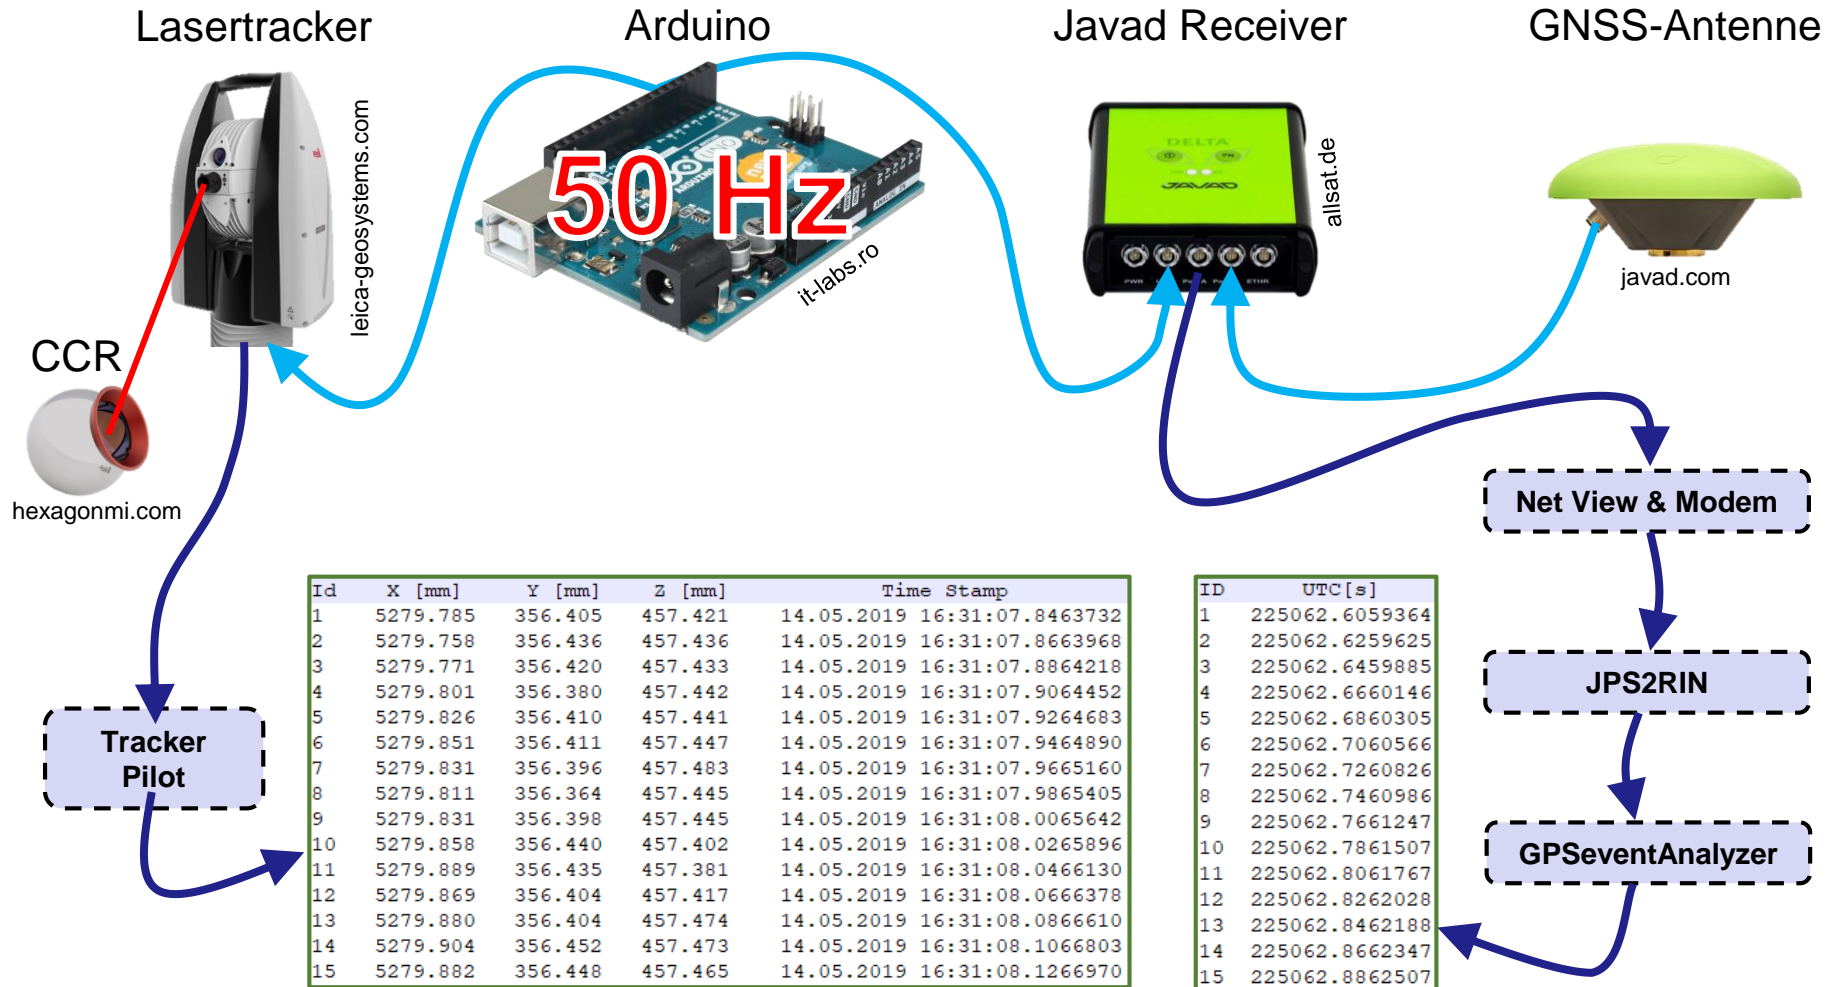 Lasertracker
Arduino
Javad Receiver
GNSS-Antenne
leica-geosystems.com
50 Hz
ARDUINO
UNO
it-labs.ro
DELTA
JAVAD
PWR
ETHR
allsat.de
javad.com
CCR
hexagonmi.com
Net View & Modem
JPS2RIN
GPSeventAnalyzer
Tracker
Pilot
Id X [mm] Y [mm] Z [mm] Time Stamp
1 5279.785 356.405 457.421 14.05.2019 16:31:07.8463732
2 5279.758 356.436 457.436 14.05.2019 16:31:07.8663968
3 5279.771 356.420 457.433 14.05.2019 16:31:07.8864218
4 5279.801 356.380 457.442 14.05.2019 16:31:07.9064452
5 5279.826 356.410 457.441 14.05.2019 16:31:07.9264683
6 5279.851 356.411 457.447 14.05.2019 16:31:07.9464890
7 5279.831 356.396 457.483 14.05.2019 16:31:07.9665160
8 5279.811 356.364 457.445 14.05.2019 16:31:07.9865405
9 5279.831 356.398 457.445 14.05.2019 16:31:08.0065642
10 5279.858 356.440 457.402 14.05.2019 16:31:08.0265896
11 5279.889 356.435 457.381 14.05.2019 16:31:08.0466130
12 5279.869 356.404 457.417 14.05.2019 16:31:08.0666378
13 5279.880 356.404 457.474 14.05.2019 16:31:08.0866610
14 5279.904 356.452 457.473 14.05.2019 16:31:08.1066803
15 5279.882 356.448 457.465 14.05.2019 16:31:08.1266970
ID UTC[s]
1 225062.6059364
2 225062.6259625
3 225062.6459885
4 225062.6660146
5 225062.6860305
6 225062.7060566
7 225062.7260826
8 225062.7460986
9 225062.7661247
10 225062.7861507
11 225062.8061767
12 225062.8262028
13 225062.8462188
14 225062.8662347
15 225062.8862507